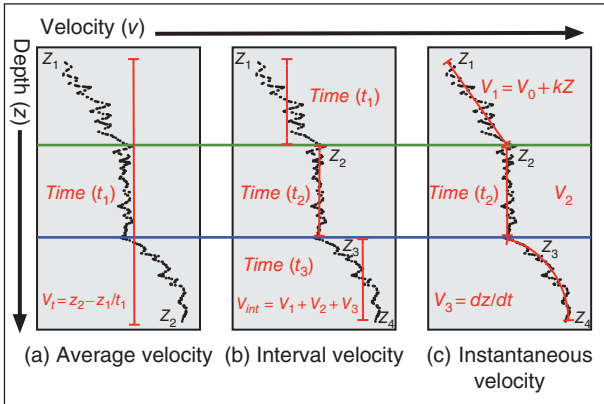 Velocity (v)
Depth (z)
Z1
Time (t1)
Vt = z2 – z1/t1
Z2
(a) Average velocity
Z1
Time (t1)
Z2
Time (t2)
Z3
Time (t3)
Vint = V1 + V2 + V3
Z4
(b) Interval velocity
Z1
V1 = V0 + kZ
Z2
Time (t2)
V2
Z3
V3 = dz/dt
Z4
(c) Instantaneous
velocity